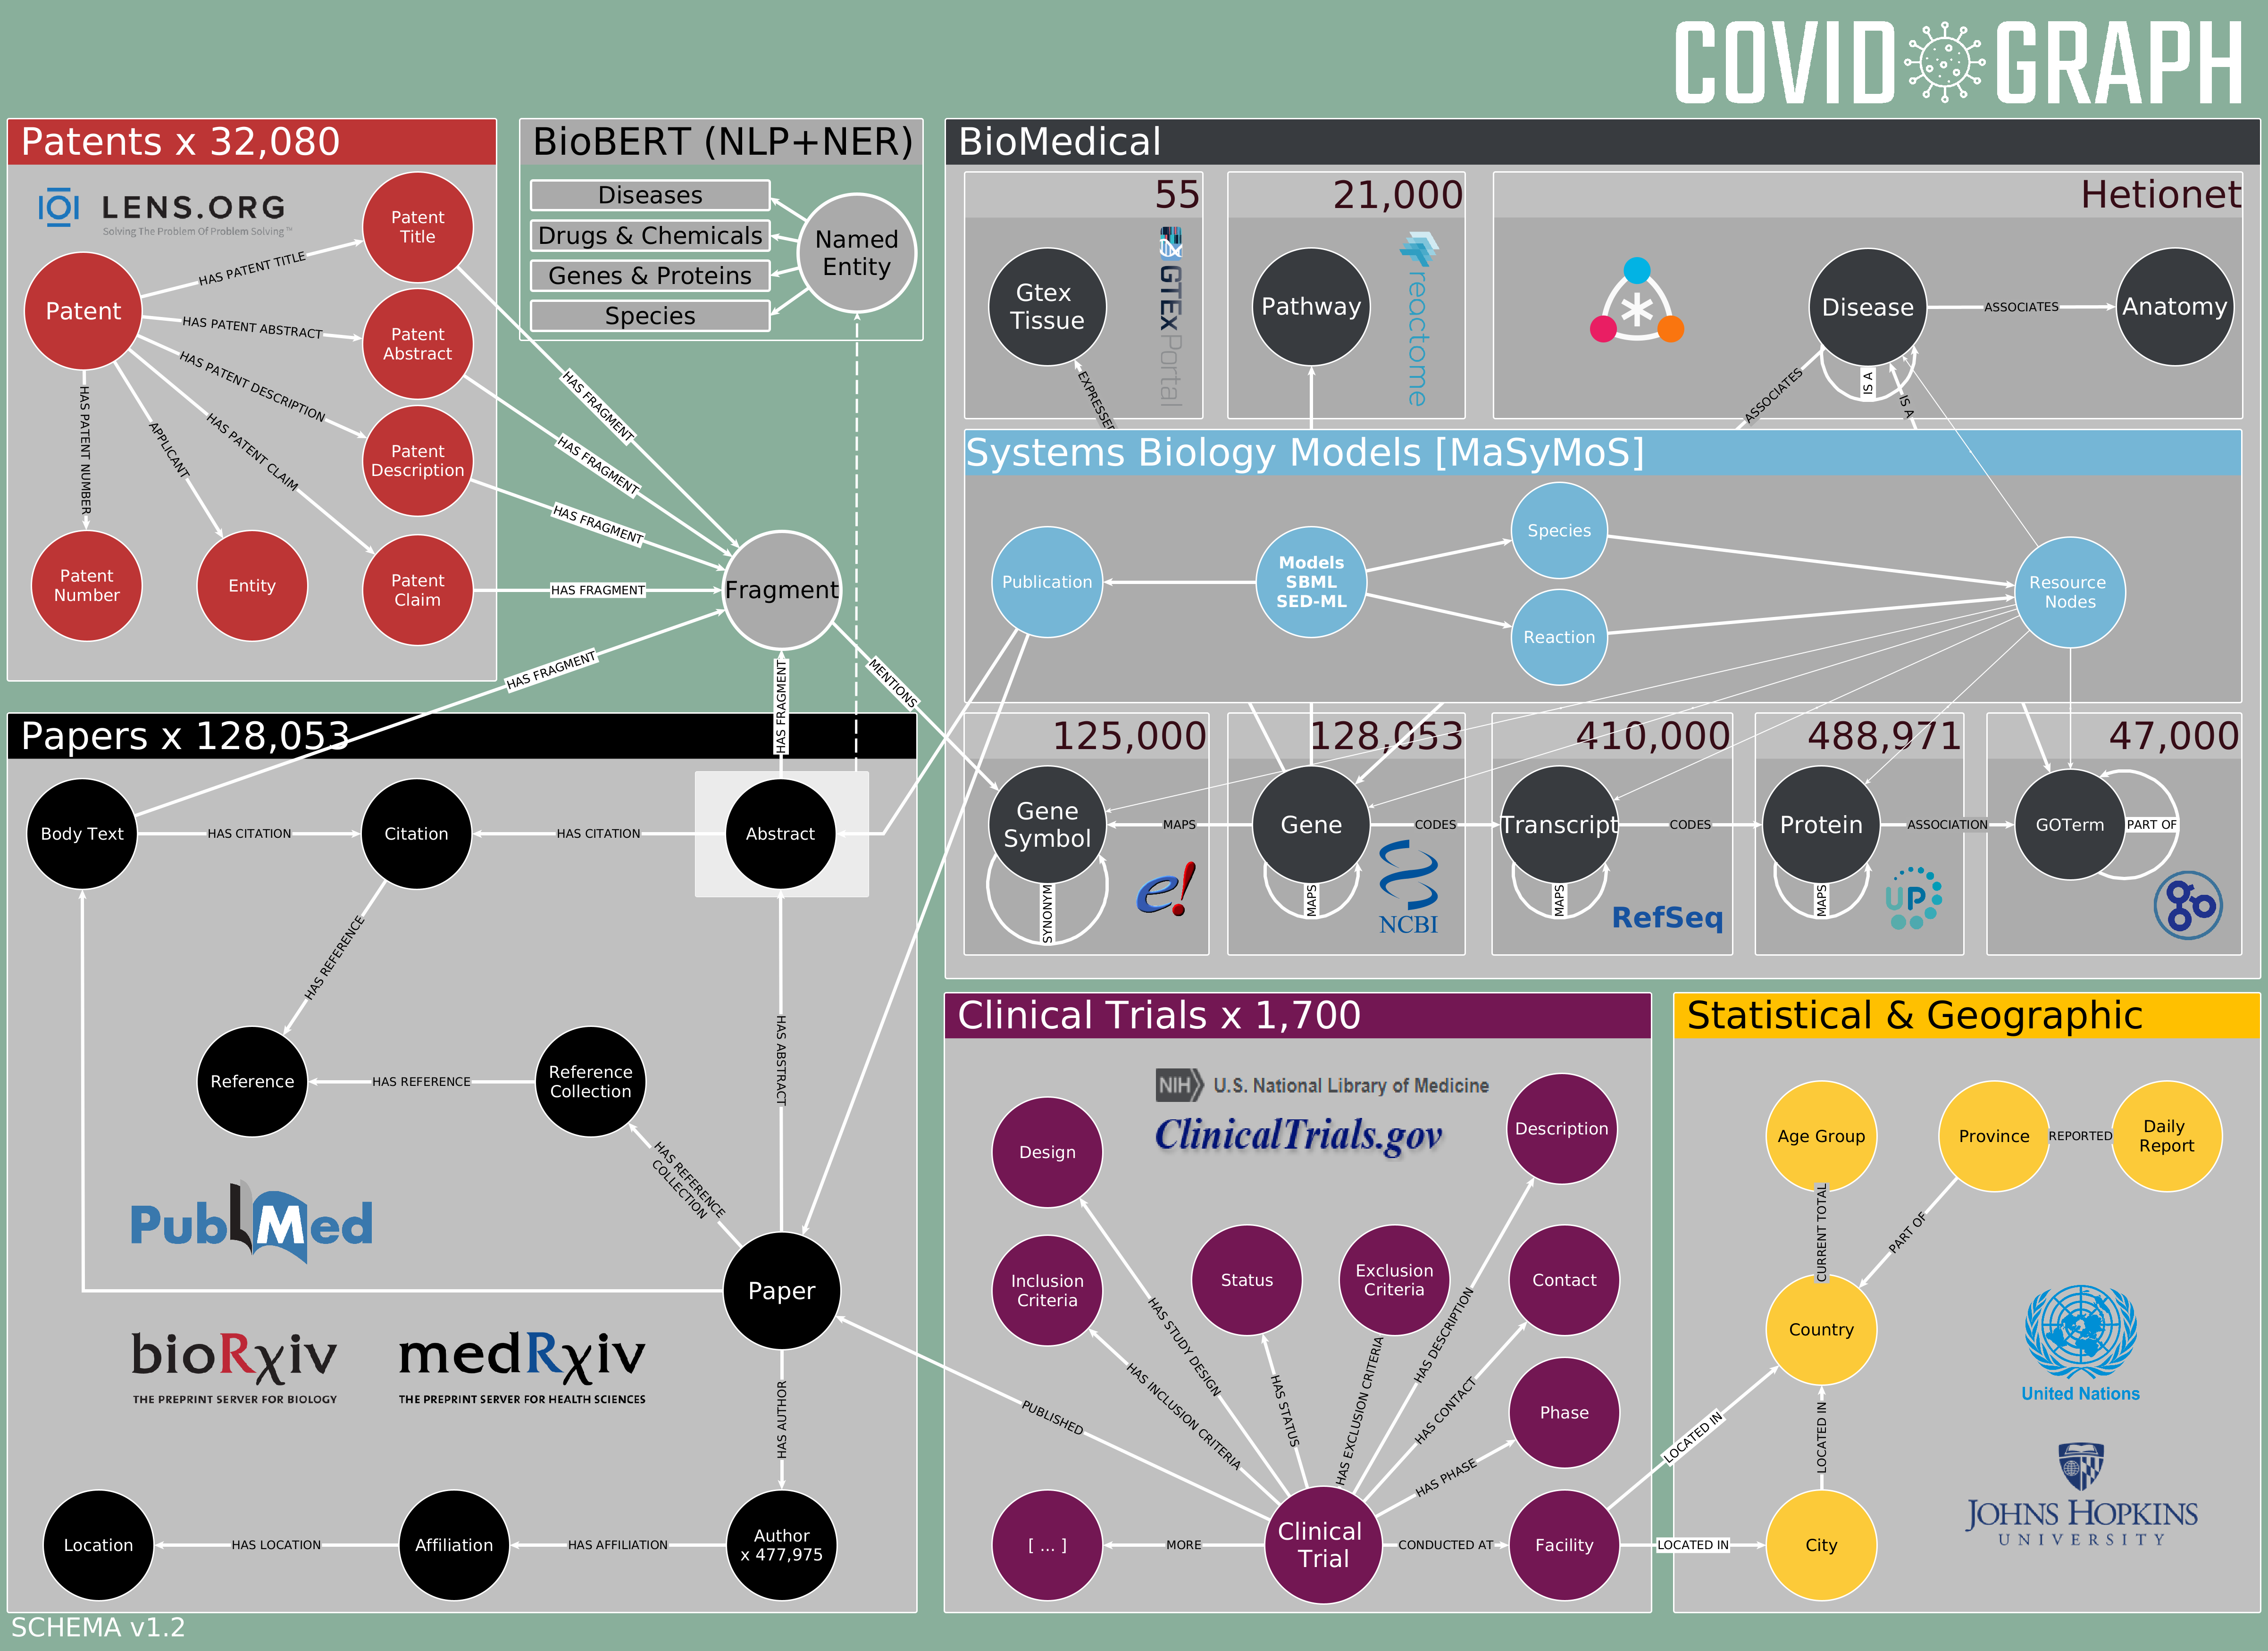 COVID GRAPH
Patents x 32,080
LENS.ORG
Solving The Problem Of Problem Solving™
Patent
Title
HAS PATENT TITLE
Patent
HAS PATENT ABSTRACT
Patent
Abstract
HAS PATENT DESCRIPTION
HAS PATENT NUMBER
APPLICANT
HAS PATENT CLAIM
Patent
Description
Patent
Number
Entity
Patent
Claim
BioBERT (NLP+NER)
Diseases
Drugs & Chemicals
Genes & Proteins
Species
Named
Entity
HAS FRAGMENT
HAS FRAGMENT
HAS FRAGMENT
HAS FRAGMENT
Fragment
HAS FRAGMENT
HAS FRAGMENT
MENTIONS
BioMedical
55
Gtex
Tissue
GTEx Portal
EXPRESSED
21,000
Pathway
reactome
Hetionet
Disease
ASSOCIATES
Anatomy
ASSOCIATES
IS A
IS A
Systems Biology Models [MaSyMoS]
Publication
Models
SBML
SED-ML
Species
Reaction
Resource
Nodes
125,000
Gene
Symbol
SYNONYM
e!
MAPS
128,053
Gene
MAPS
NCBI
CODES
410,000
Transcript
MAPS
RefSeq
CODES
488,971
Protein
MAPS
UP
ASSOCIATION
47,000
GOTerm
PART OF
go
Papers x 128,053
Body Text
HAS CITATION
Citation
HAS CITATION
Abstract
HAS REFERENCE
Reference
HAS REFERENCE
Reference
Collection
HAS ABSTRACT
HAS REFERENCE
COLLECTION
PubMed
Paper
bioRχiv
THE PREPRINT SERVER FOR BIOLOGY
medRχiv
THE PREPRINT SERVER FOR HEALTH SCIENCES
HAS AUTHOR
Location
HAS LOCATION
Affiliation
HAS AFFILIATION
Author
x 477,975
Clinical Trials x 1,700
NIH U.S. National Library of Medicine
ClinicalTrials.gov
Design
Description
Inclusion
Criteria
Status
Exclusion
Criteria
Contact
Phase
HAS STUDY DESIGN
HAS INCLUSION CRITERIA
HAS STATUS
HAS EXCLUSION CRITERIA
HAS DESCRIPTION
HAS CONTACT
HAS PHASE
PUBLISHED
[ ... ]
MORE
Clinical
Trial
CONDUCTED AT
Facility
LOCATED IN
LOCATED IN
Statistical & Geographic
Age Group
Province
REPORTED
Daily
Report
CURRENT TOTAL
PART OF
Country
United Nations
LOCATED IN
City
JOHNS HOPKINS
UNIVERSITY
SCHEMA v1.2